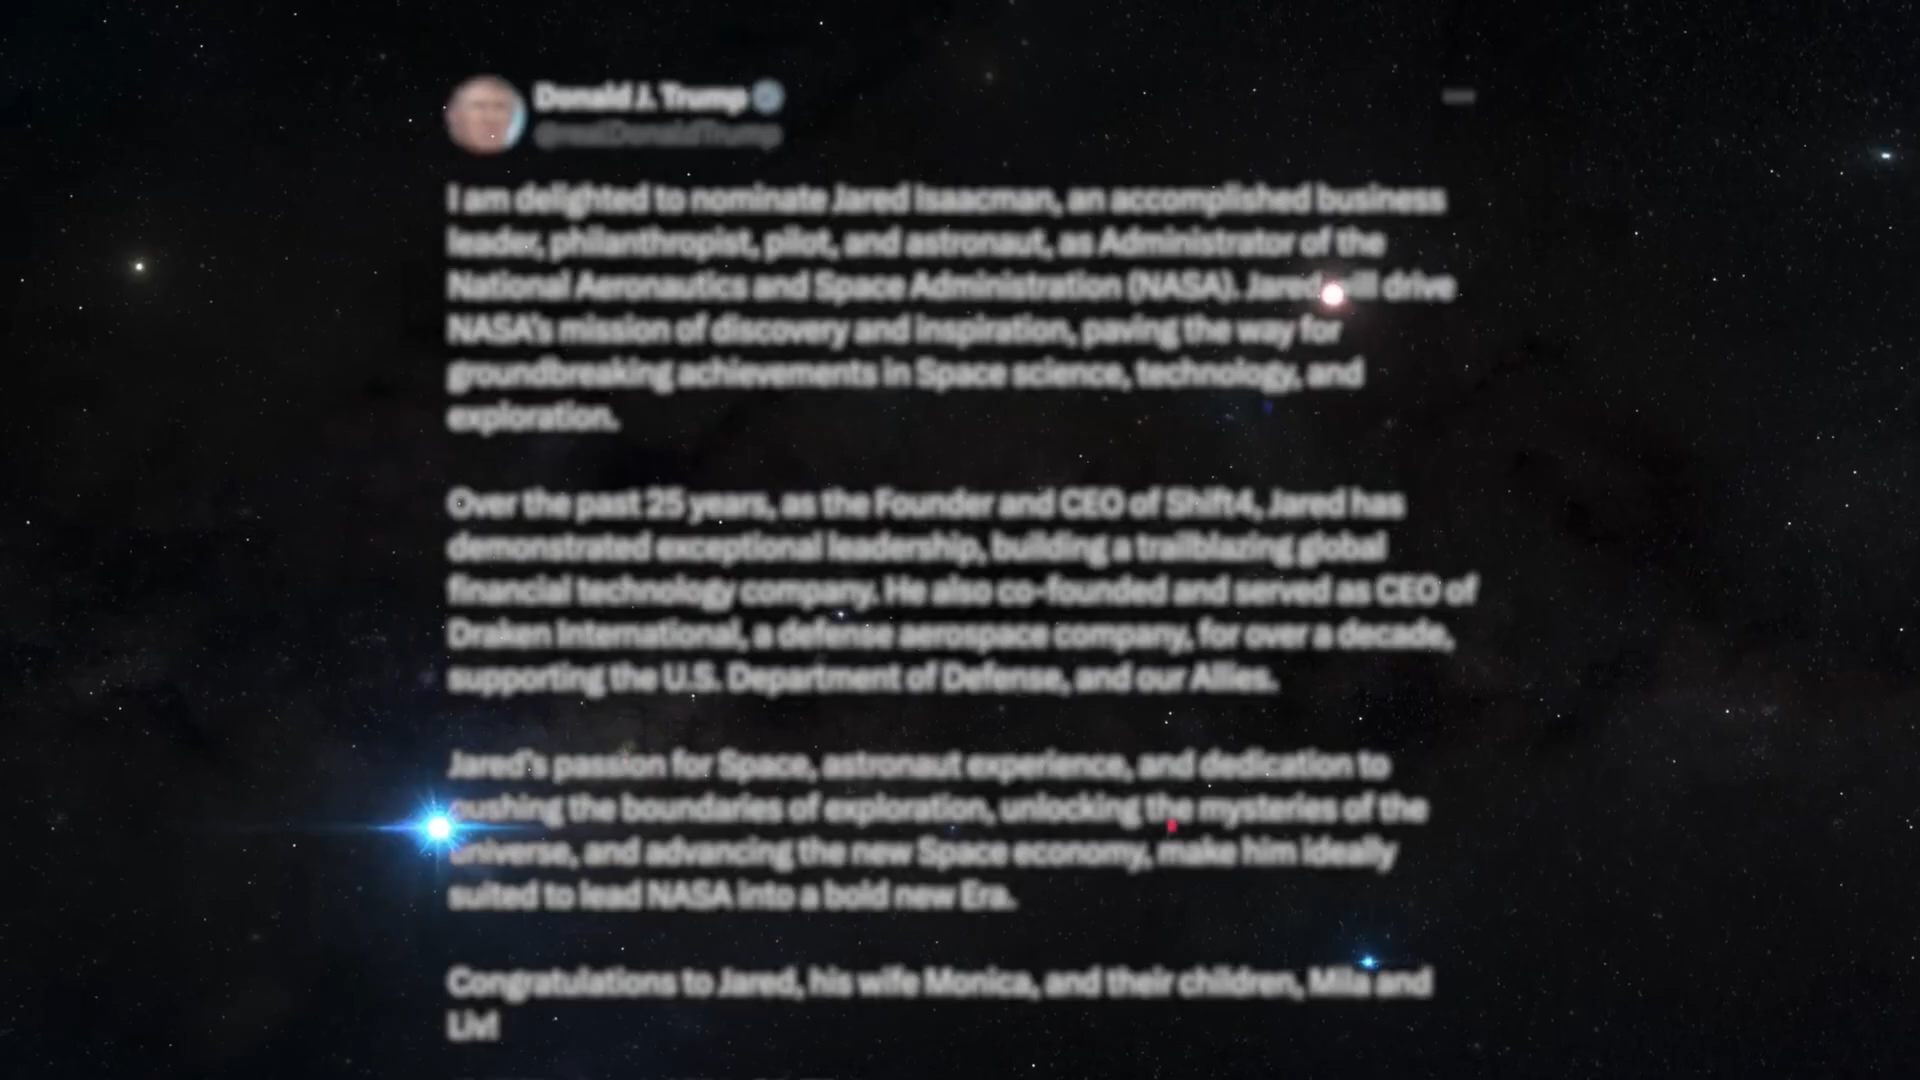 Donald J. Trump
@realDonaldTrump
I am delighted to nominate Jared Isaacman, an accomplished business
leader, philanthropist, pilot, and astronaut, as Administrator of the
National Aeronautics and Space Administration (NASA). Jared will drive
NASA's mission of discovery and inspiration, paving the way for
groundbreaking achievements in Space science, technology, and
exploration.
Over the past 25 years, as the Founder and CEO of Shift4, Jared has
demonstrated exceptional leadership, building a trailblazing global
financial technology company. He also co-founded and served as CEO of
Draken International, a defense aerospace company, for over a decade,
supporting the U.S. Department of Defense, and our Allies.
Jared's passion for Space, astronaut experience, and dedication to
pushing the boundaries of exploration, unlocking the mysteries of the
universe, and advancing the new Space economy, make him ideally
suited to lead NASA into a bold new Era.
Congratulations to Jared, his wife Monica, and their children, Mila and
Liv!